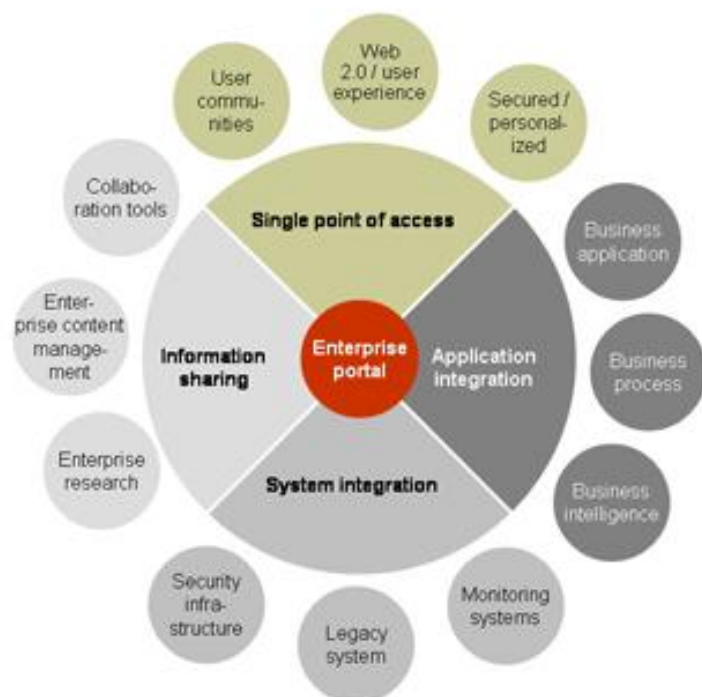 Web
2.0 / user
experience
User
commu-
nities
Secured /
personal-
ized
Collabo-
ration tools
Single point of access
Business
application
Enter-
prise content
manage-
ment
Information
sharing
Enterprise
portal
Application
integration
Business
process
Enterprise
research
System integration
Business
intelligence
Security
infra-
structure
Legacy
system
Monitoring
systems